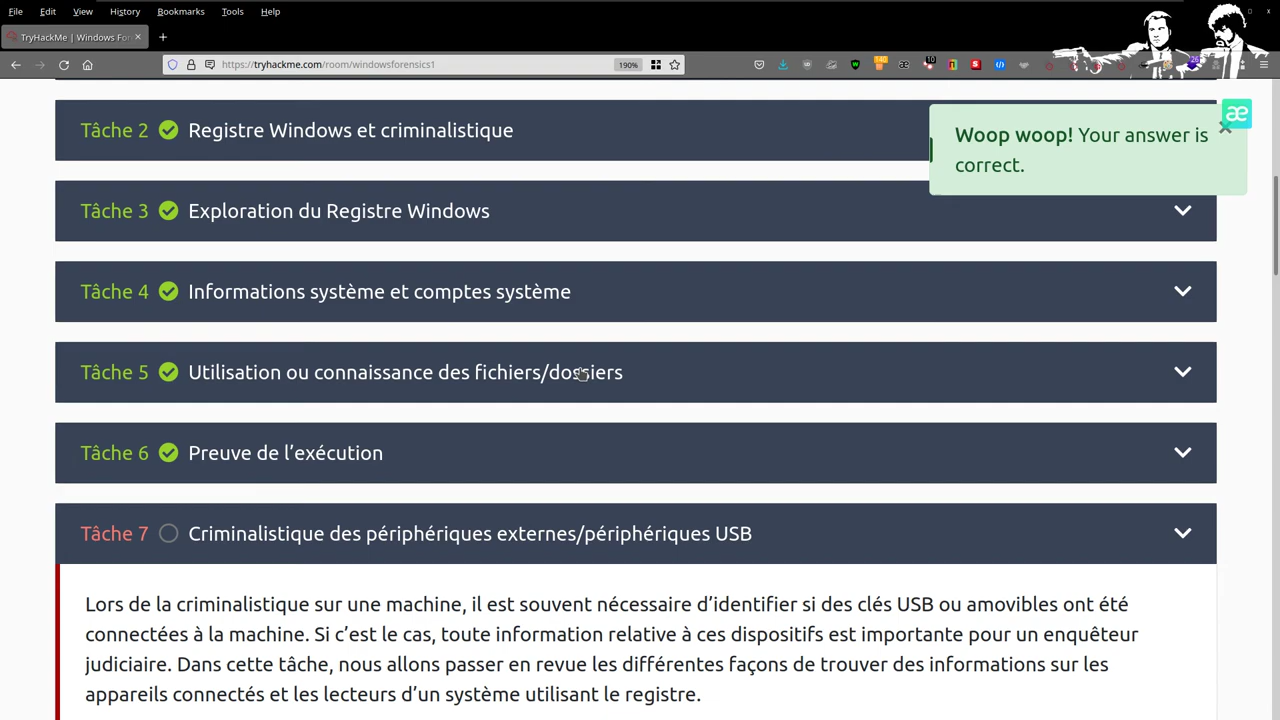 File Edit View History Bookmarks Tools Help
TryHackMe | Windows For
https://tryhackme.com/room/windowsforensics1 190%
140 10 26
Tâche 2 Registre Windows et criminalistique
Woop woop! Your answer is
correct.
Tâche 3 Exploration du Registre Windows
Tâche 4 Informations système et comptes système
Tâche 5 Utilisation ou connaissance des fichiers/dossiers
Tâche 6 Preuve de l’exécution
Tâche 7 Criminalistique des périphériques externes/périphériques USB
Lors de la criminalistique sur une machine, il est souvent nécessaire d’identifier si des clés USB ou amovibles ont été
connectées à la machine. Si c’est le cas, toute information relative à ces dispositifs est importante pour un enquêteur
judiciaire. Dans cette tâche, nous allons passer en revue les différentes façons de trouver des informations sur les
appareils connectés et les lecteurs d’un système utilisant le registre.